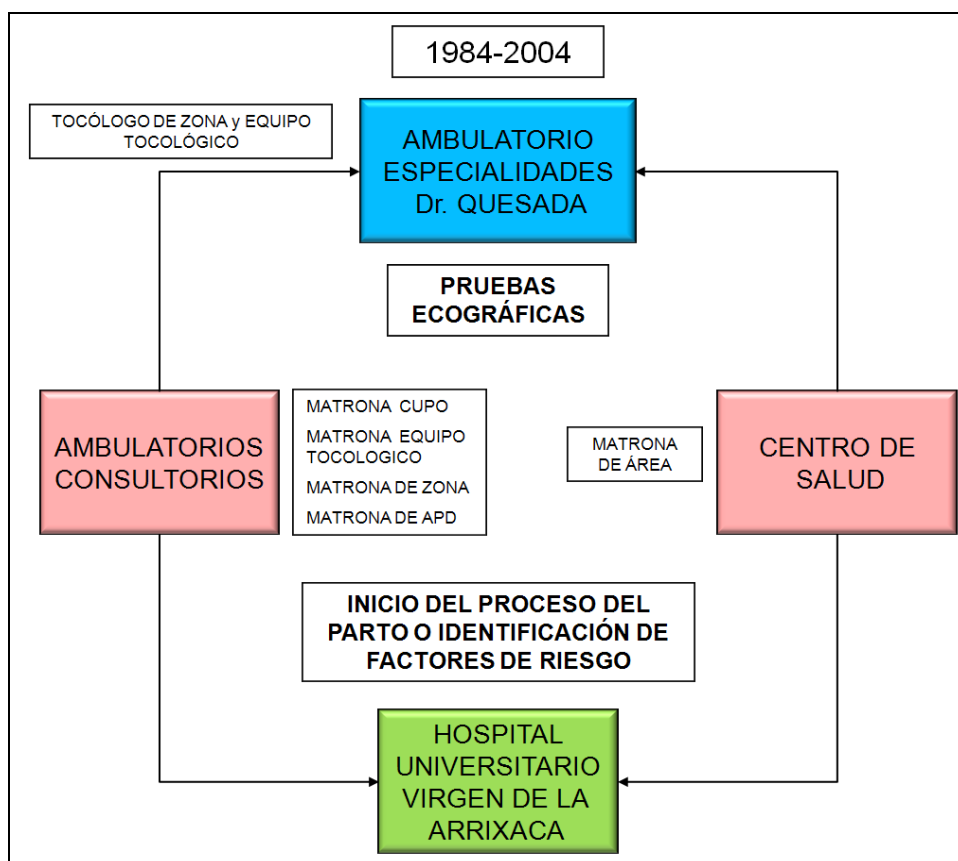 1984-2004
TOCÓLOGO DE ZONA y EQUIPO
TOCOLÓGICO
AMBULATORIO
ESPECIALIDADES
Dr. QUESADA
PRUEBAS
ECOGRÁFICAS
AMBULATORIOS
CONSULTORIOS
MATRONA CUPO
MATRONA EQUIPO
TOCOLOGICO
MATRONA DE ZONA
MATRONA DE APD
MATRONA
DE ÁREA
CENTRO DE
SALUD
INICIO DEL PROCESO DEL
PARTO O IDENTIFICACIÓN DE
FACTORES DE RIESGO
HOSPITAL
UNIVERSITARIO
VIRGEN DE LA
ARRIXACA